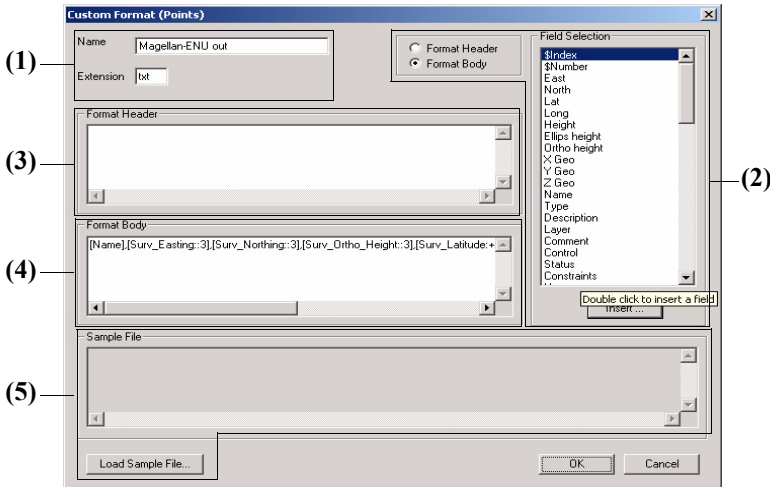 Custom Format (Points)
(1)
Name
Magellan-ENU out
Extension
txt
Format Header
Format Body
Field Selection
$Index
$Number
East
North
Lat
Long
Height
Ellips height
Ortho height
X Geo
Y Geo
Z Geo
Name
Type
Description
Layer
Comment
Control
Status
Constraints
Double click to insert a field
Insert ...
(2)
(3)
Format Header
(4)
Format Body
[Name],[Surv_Easting::3],[Surv_Northing::3],[Surv_Ortho_Height::3],[Surv_Latitude:+
(5)
Sample File
Load Sample File...
OK
Cancel